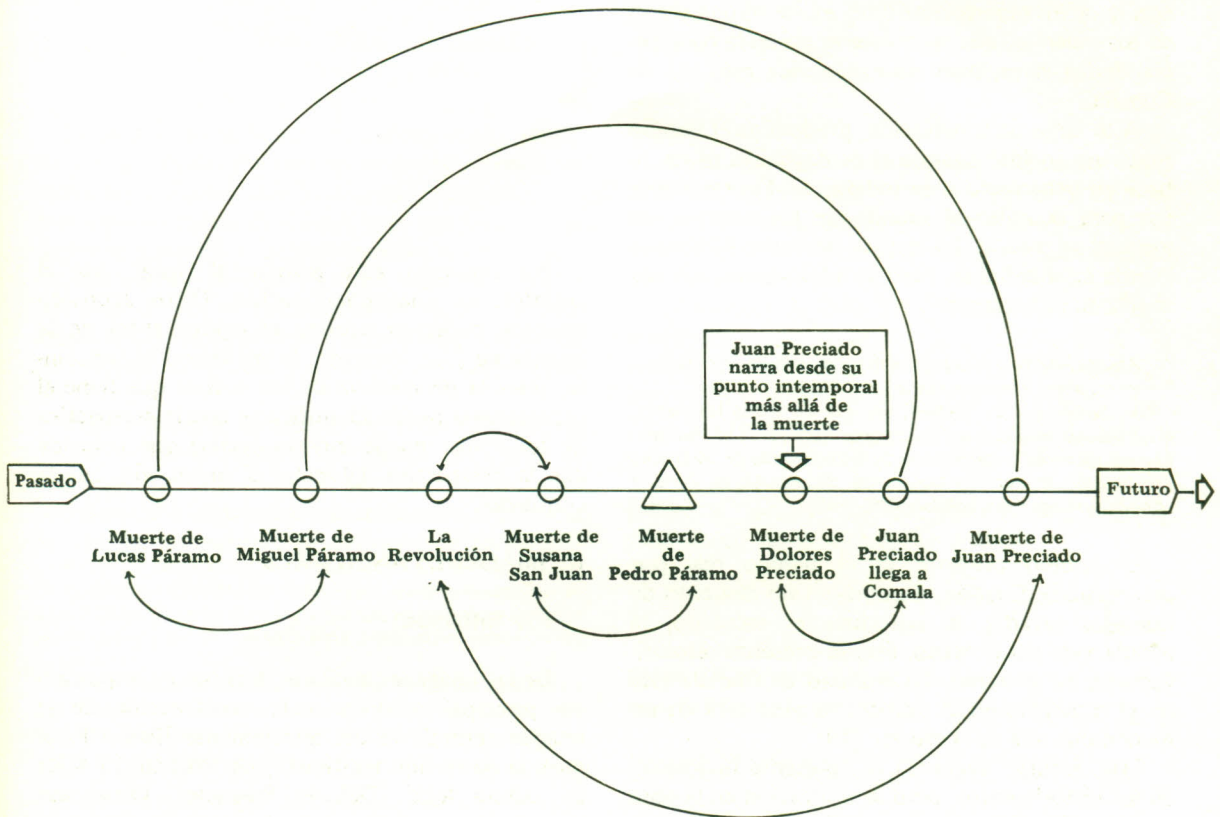 Juan Preciado
narra desde su
punto intemporal
más allá de
la muerte
Pasado
Futuro
Muerte de
Lucas Páramo
Muerte de
Miguel Páramo
La
Revolución
Muerte de
Susana
San Juan
Muerte
de
Pedro Páramo
Muerte de
Dolores
Preciado
Juan
Preciado
llega a
Comala
Muerte de
Juan Preciado